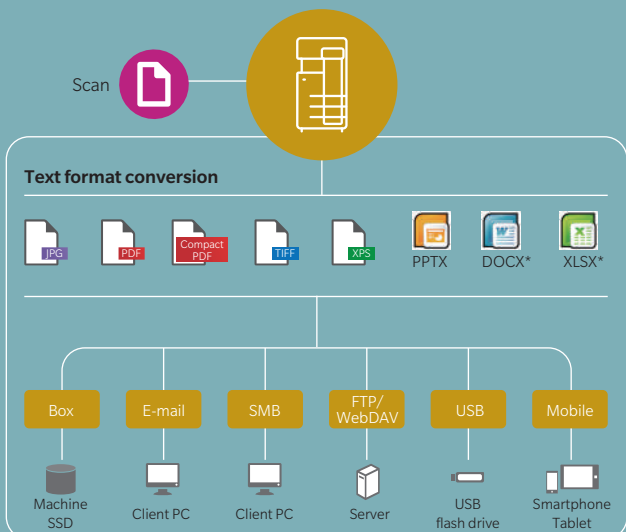 Scan
Text format conversion
JPG
PDF
Compact
PDF
TIFF
XPS
PPTX
DOCX*
XLSX*
Box
E-mail
SMB
FTP/
WebDAV
USB
Mobile
Machine
SSD
Client PC
Client PC
Server
USB
flash drive
Smartphone
Tablet